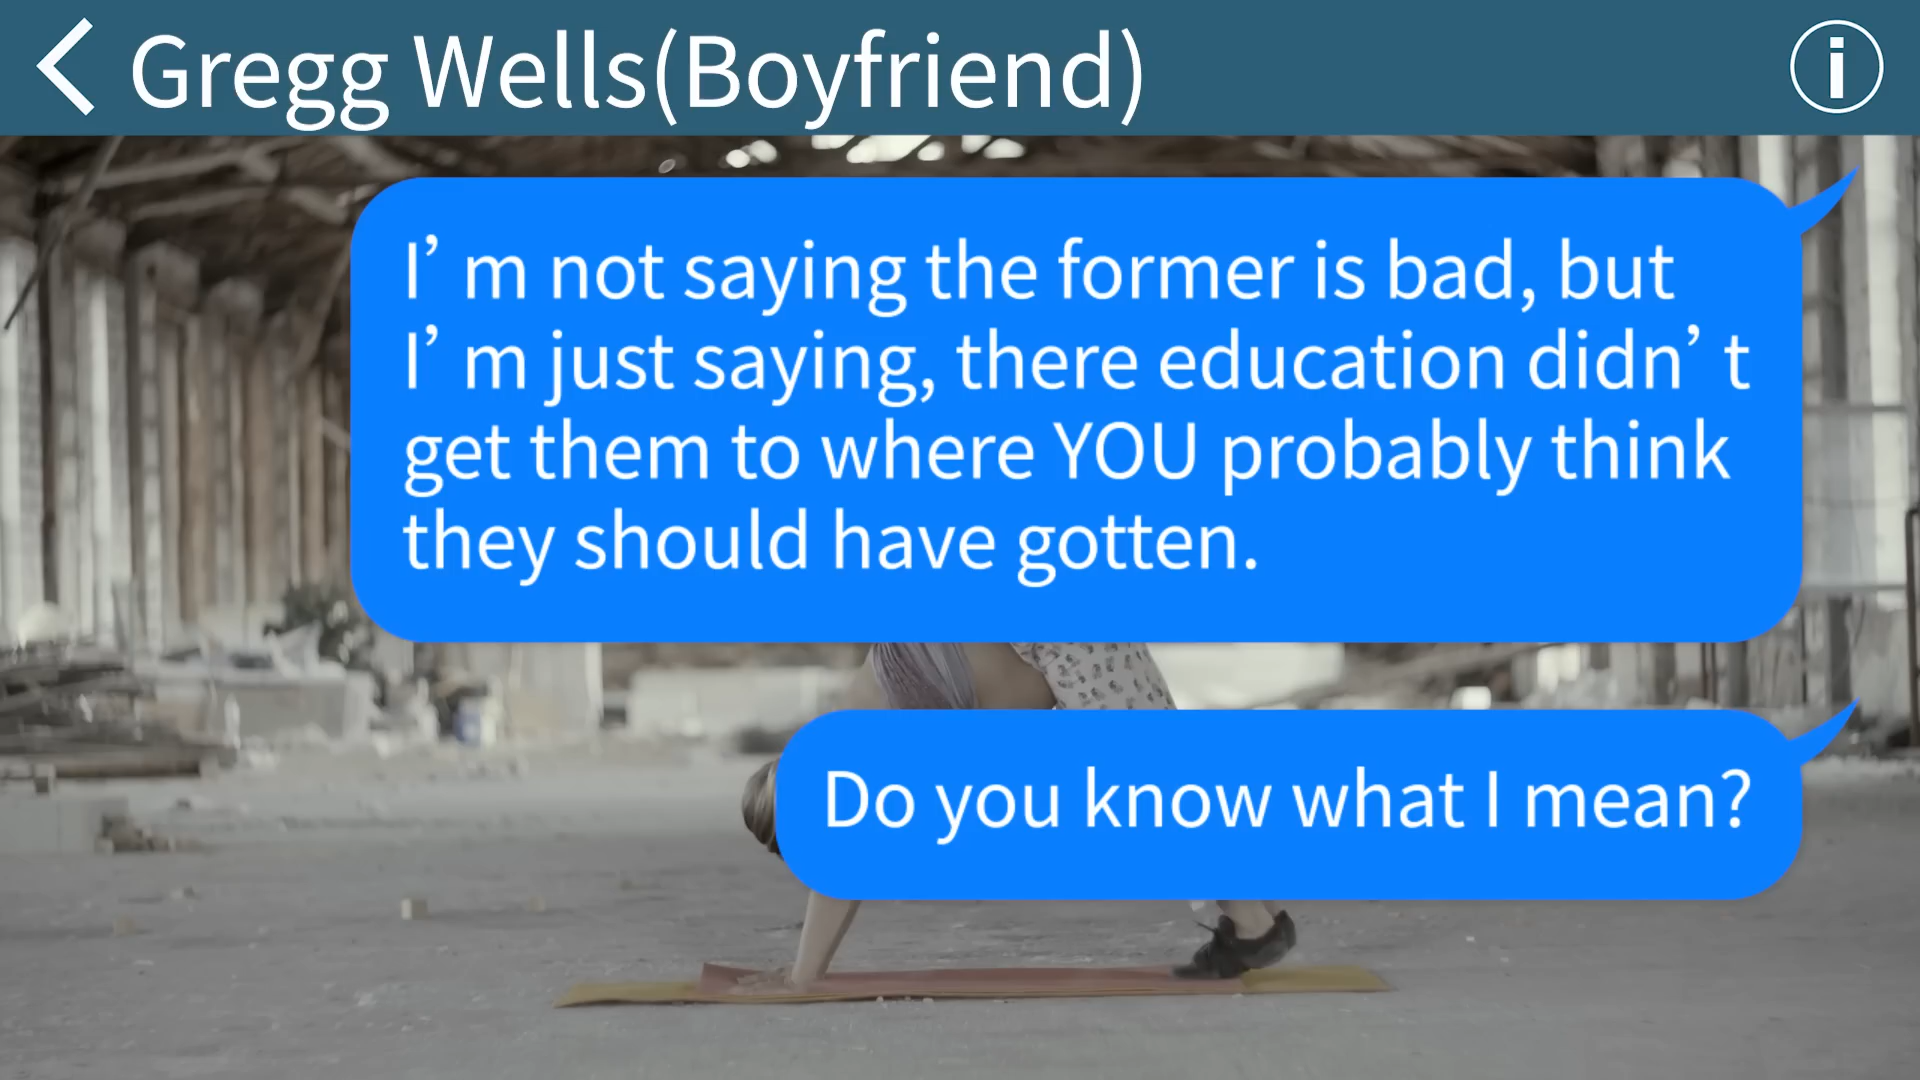 Gregg Wells(Boyfriend)
I’m not saying the former is bad, but
I’m just saying, there education didn’t
get them to where YOU probably think
they should have gotten.
Do you know what I mean?